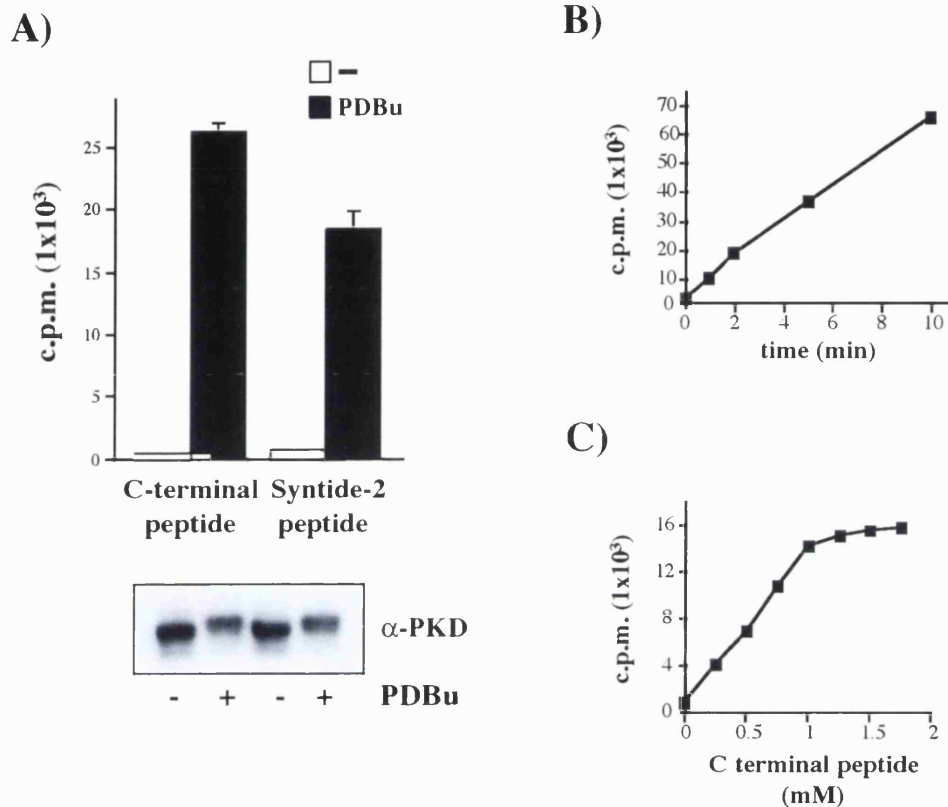 A)
–
PDBu
c.p.m. (1x10³)
25
20
15
10
5
0
C-terminal Syntide-2
peptide peptide
α-PKD
- + - + PDBu
B)
c.p.m. (1x10³)
70
60
50
40
30
20
10
0
0 2 4 6 8 10
time (min)
C)
c.p.m. (1x10³)
16
12
8
4
0
0 0.5 1 1.5 2
C terminal peptide
(mM)